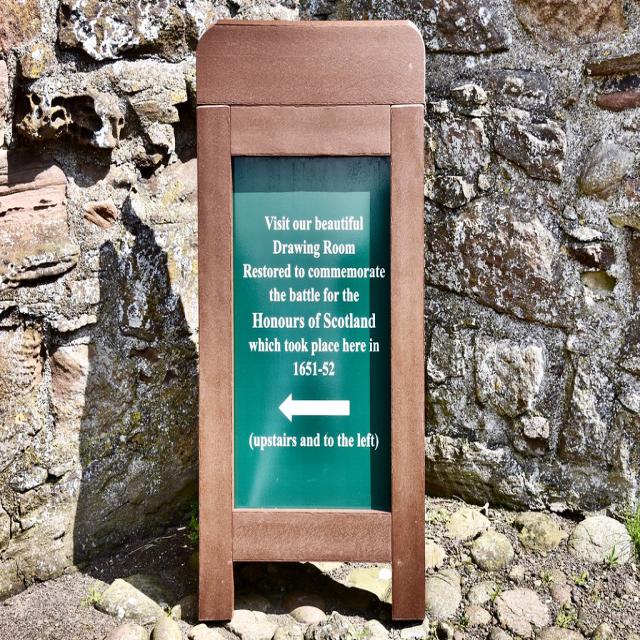 Visit our beautiful
Drawing Room
Restored to commemorate
the battle for the
Honours of Scotland
which took place here in
1651-52
(upstairs and to the left)